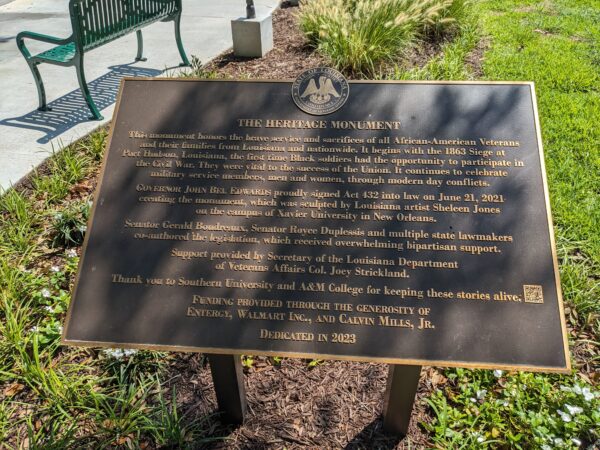 THE HERITAGE MONUMENT
This monument honors the brave service and sacrifices of all African-American Veterans
and their families from Louisiana and nationwide. It begins with the 1863 Siege at
Port Hudson, Louisiana, the first time Black soldiers had the opportunity to participate in
the Civil War. They were vital to the success of the Union. It continues to celebrate
military service members, men and women, through modern day conflicts.
GOVERNOR JOHN BEL EDWARDS proudly signed Act 432 into law on June 21, 2021
creating the monument, which was sculpted by Louisiana artist Sheleen Jones
on the campus of Xavier University in New Orleans.
Senator Gerald Boudreaux, Senator Royce Duplessis and multiple state lawmakers
co-authored the legislation, which received overwhelming bipartisan support.
Support provided by Secretary of the Louisiana Department
of Veterans Affairs Col. Joey Strickland.
Thank you to Southern University and A&M College for keeping these stories alive.
FUNDING PROVIDED THROUGH THE GENEROSITY OF
ENTERGY, WALMART INC., AND CALVIN MILLS, JR.
DEDICATED IN 2023